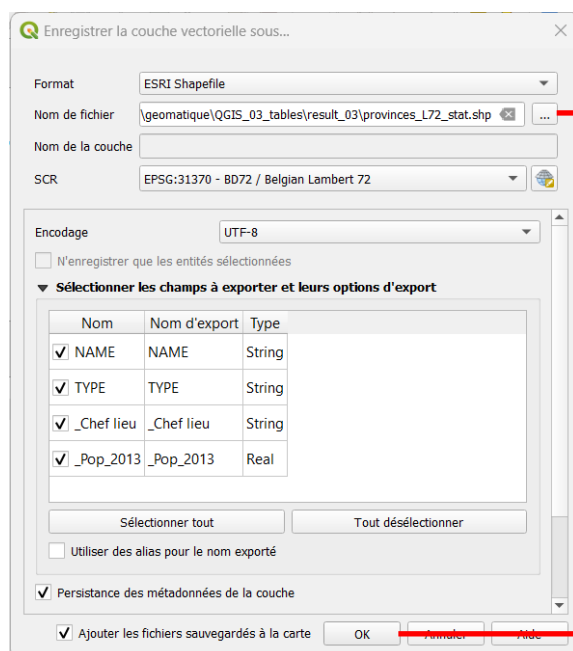 Enregistrer la couche vectorielle sous...
Format ESRI Shapefile
Nom de fichier \geomatique\QGIS_03_tables\result_03\provinces_L72_stat.shp ...
Nom de la couche
SCR EPSG:31370 - BD72 / Belgian Lambert 72
Encodage UTF-8
N'enregistrer que les entités sélectionnées
Sélectionner les champs à exporter et leurs options d'export
Nom Nom d'export Type
NAME NAME String
TYPE TYPE String
_Chef lieu _Chef lieu String
_Pop_2013 _Pop_2013 Real
Sélectionner tout Tout désélectionner
Utiliser des alias pour le nom exporté
Persistance des métadonnées de la couche
Ajouter les fichiers sauvegardés à la carte OK Annuler Aide